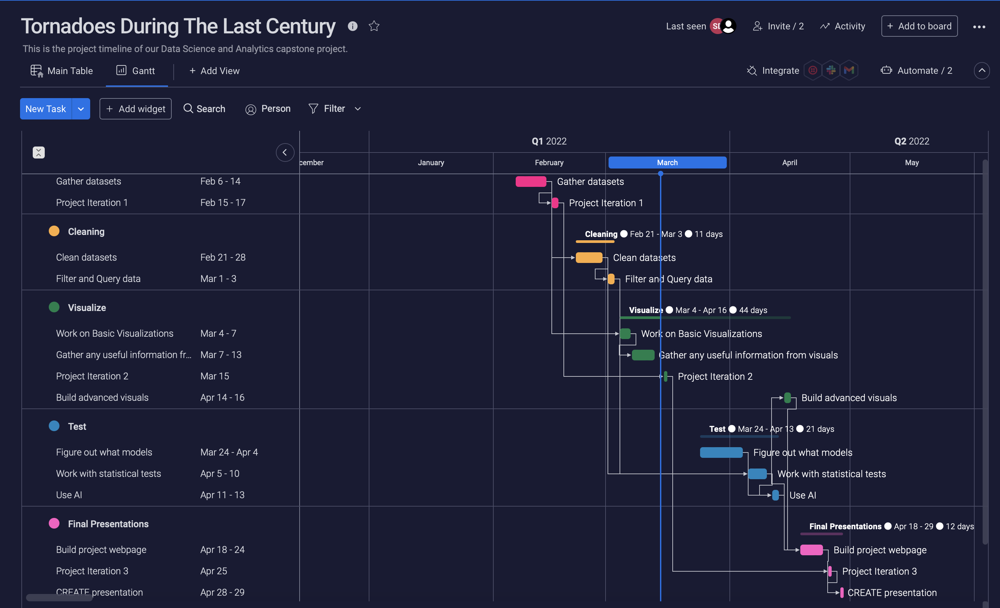 Tornadoes During The Last Century
Last seen
Invite / 2
Activity
+ Add to board
This is the project timeline of our Data Science and Analytics capstone project.
Main Table
Gantt
+ Add View
Integrate
Automate / 2
New Task
+ Add widget
Search
Person
Filter
Q1 2022
Q2 2022
cember
January
February
March
April
May
Gather datasets Feb 6 - 14
Gather datasets
Project Iteration 1 Feb 15 - 17
Project Iteration 1
Cleaning
Cleaning Feb 21 - Mar 3 11 days
Clean datasets Feb 21 - 28
Clean datasets
Filter and Query data Mar 1 - 3
Filter and Query data
Visualize
Visualize Mar 4 - Apr 16 44 days
Work on Basic Visualizations Mar 4 - 7
Work on Basic Visualizations
Gather any useful information fr... Mar 7 - 13
Gather any useful information from visuals
Project Iteration 2 Mar 15
Project Iteration 2
Build advanced visuals Apr 14 - 16
Build advanced visuals
Test
Test Mar 24 - Apr 13 21 days
Figure out what models Mar 24 - Apr 4
Figure out what models
Work with statistical tests Apr 5 - 10
Work with statistical tests
Use AI Apr 11 - 13
Use AI
Final Presentations
Final Presentations Apr 18 - 29 12 days
Build project webpage Apr 18 - 24
Build project webpage
Project Iteration 3 Apr 25
Project Iteration 3
CREATE presentation Apr 28 - 29
CREATE presentation